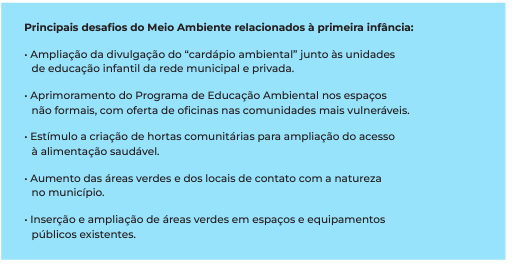 Principais desafios do Meio Ambiente relacionados à primeira infância:
• Ampliação da divulgação do “cardápio ambiental” junto às unidades
de educação infantil da rede municipal e privada.
• Aprimoramento do Programa de Educação Ambiental nos espaços
não formais, com oferta de oficinas nas comunidades mais vulneráveis.
• Estímulo a criação de hortas comunitárias para ampliação do acesso
à alimentação saudável.
• Aumento das áreas verdes e dos locais de contato com a natureza
no município.
• Inserção e ampliação de áreas verdes em espaços e equipamentos
públicos existentes.